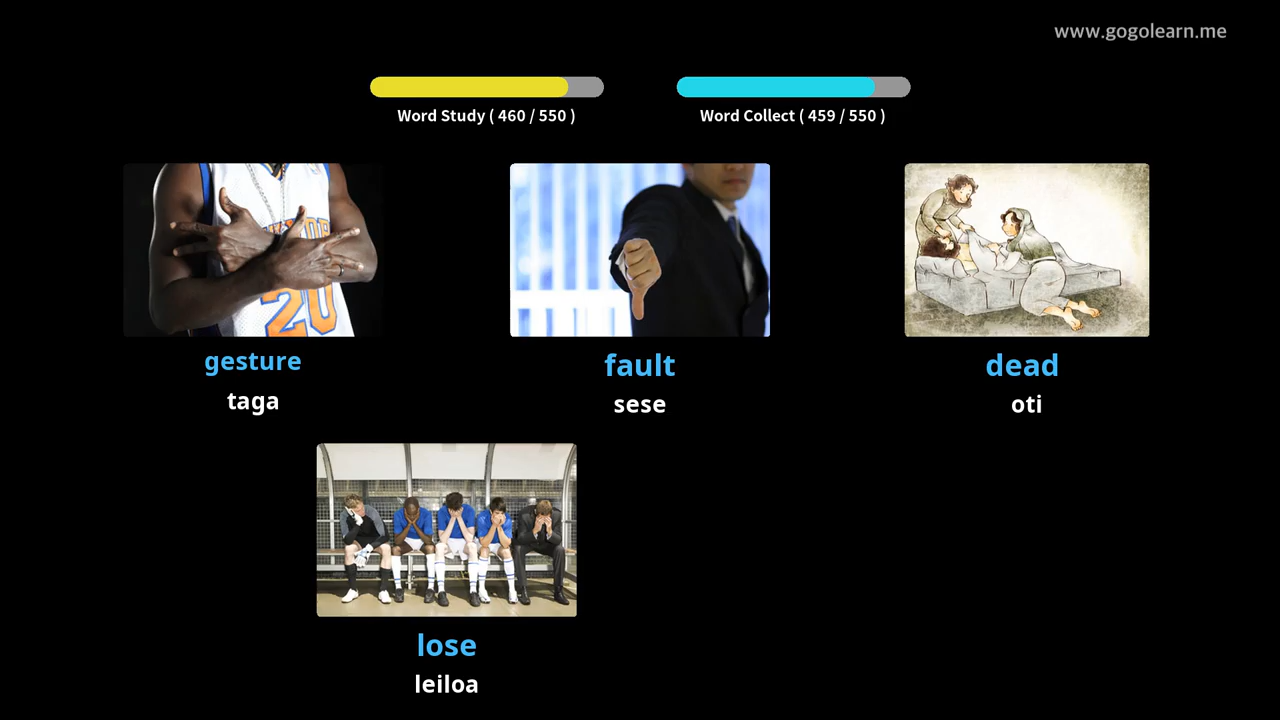 www.gogolearn.me
Word Study ( 460 / 550 )
Word Collect ( 459 / 550 )
20
gesture
taga
fault
sese
dead
oti
lose
leiloa